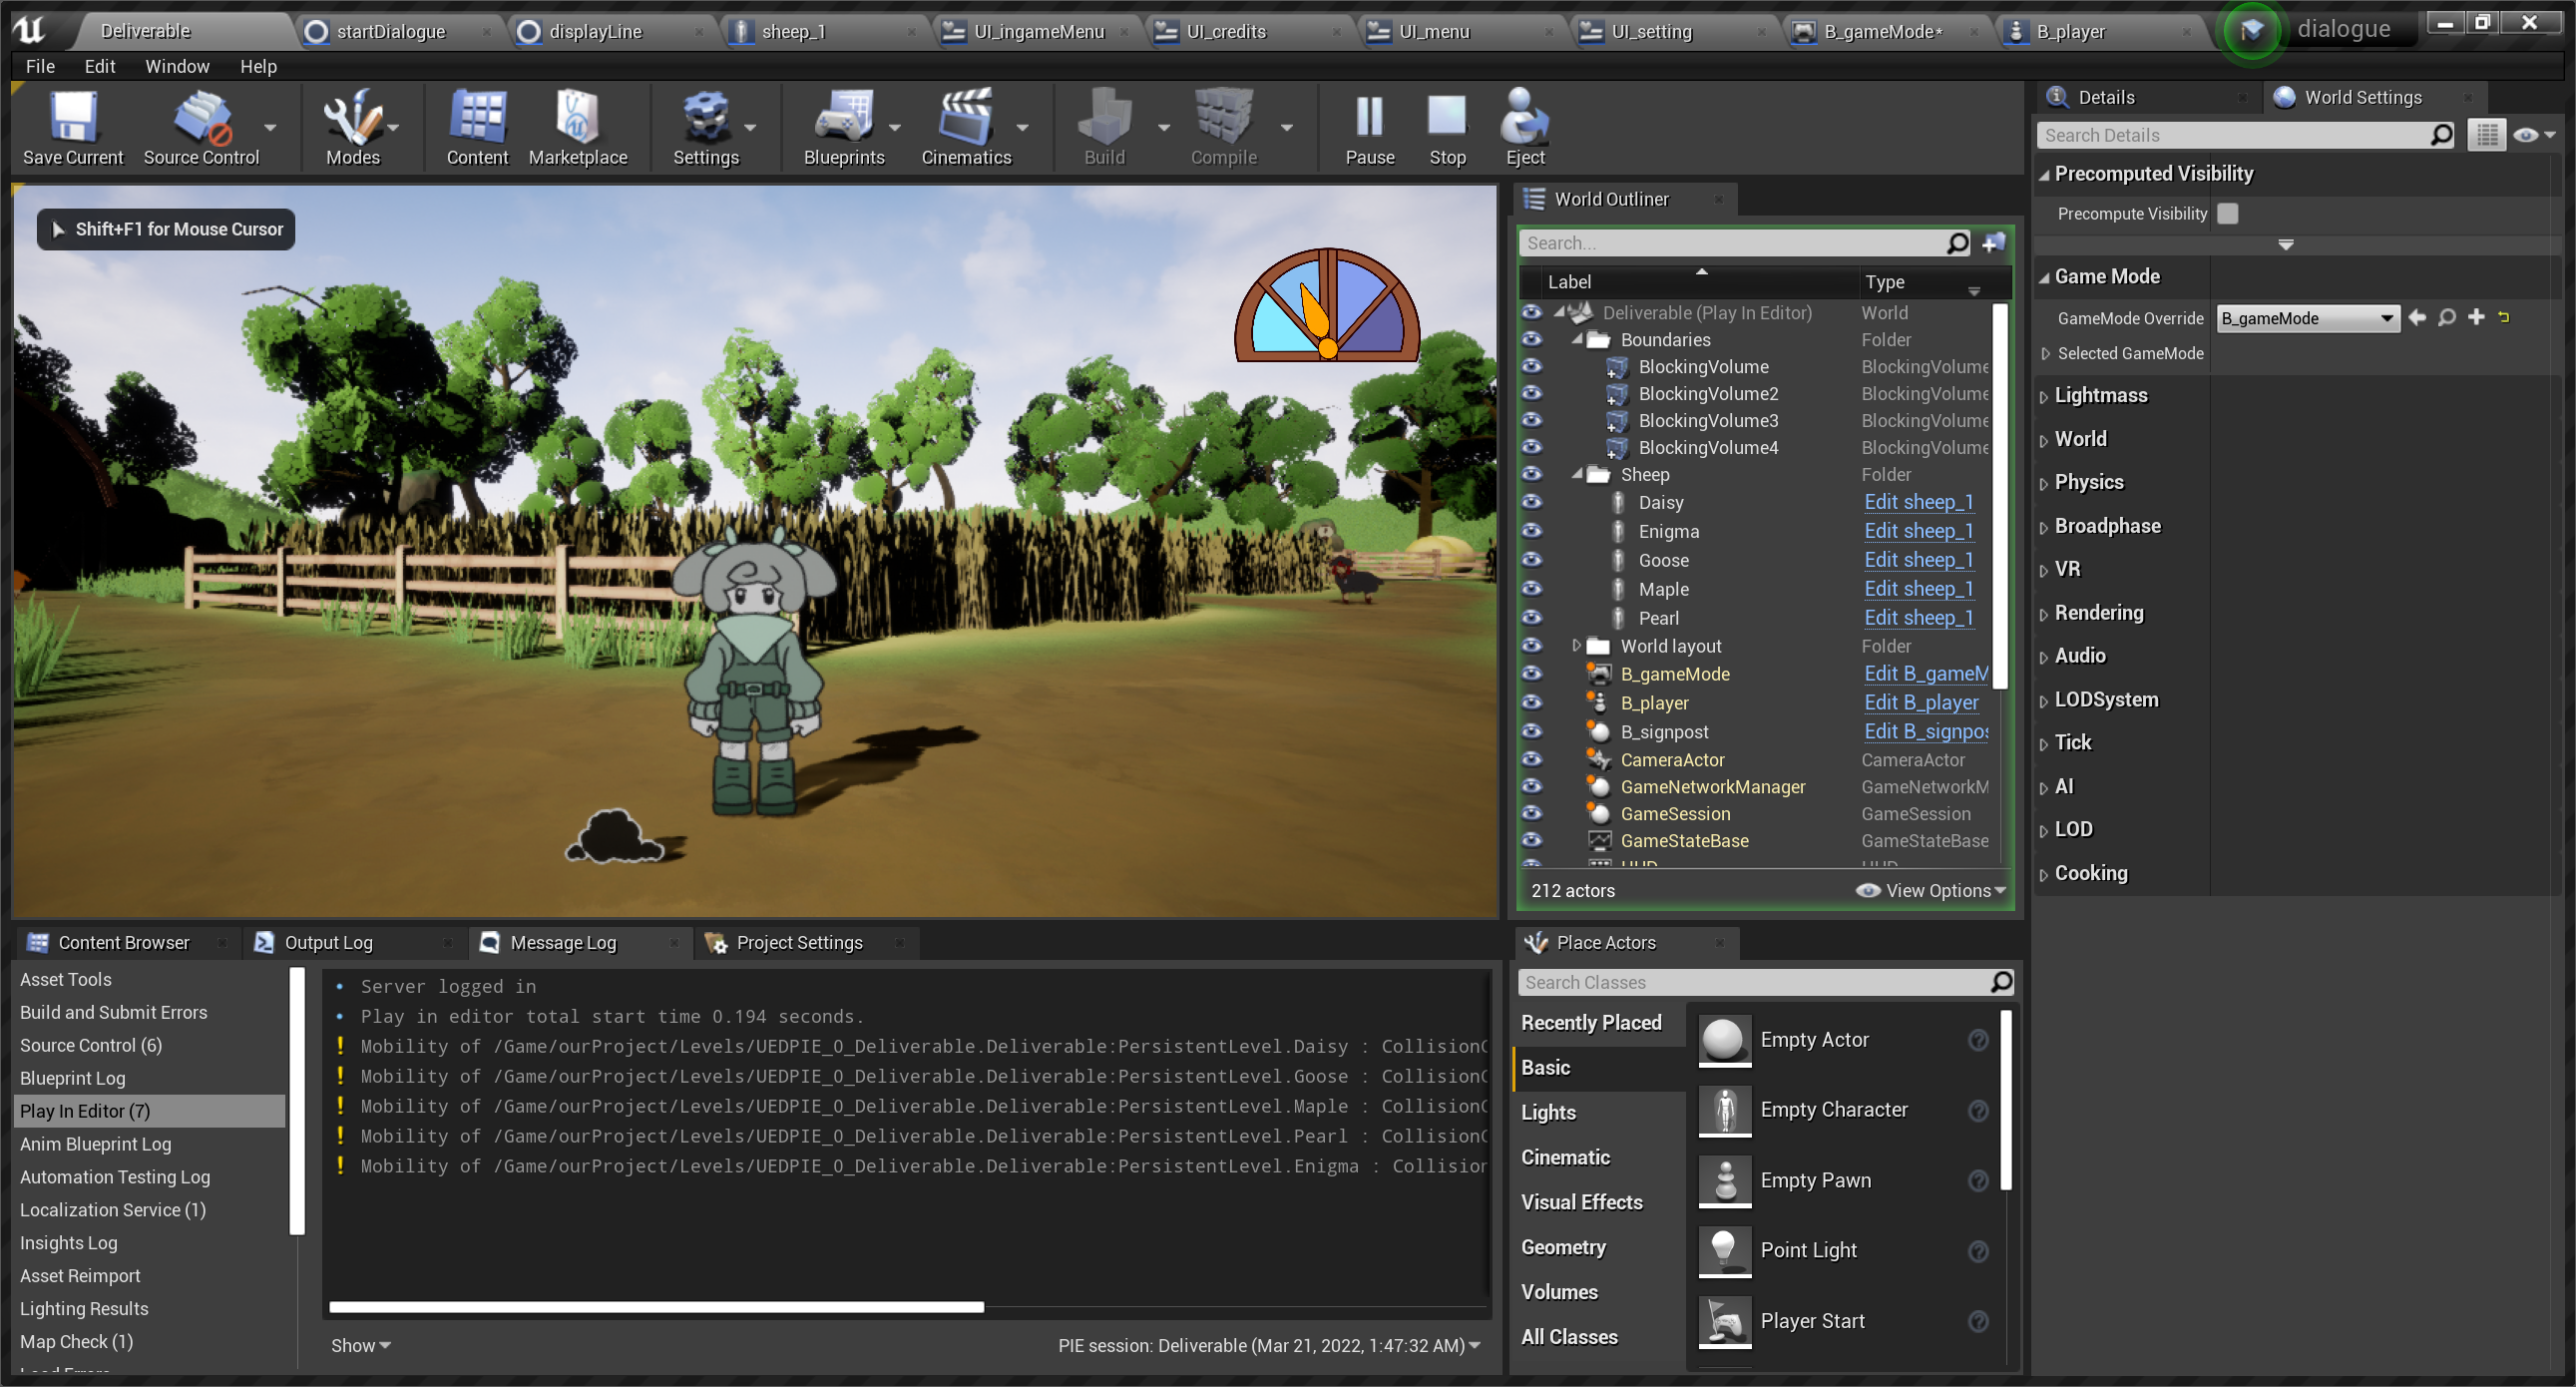 Deliverable
startDialogue
displayLine
sheep_1
UI_ingameMenu
UI_credits
UI_menu
UI_setting
B_gameMode*
B_player
dialogue
File Edit Window Help
Save Current
Source Control
Modes
Content
Marketplace
Settings
Blueprints
Cinematics
Build
Compile
Pause
Stop
Eject
Shift+F1 for Mouse Cursor
World Outliner
Search...
Label Type
Deliverable (Play In Editor) World
Boundaries Folder
BlockingVolume BlockingVolume
BlockingVolume2 BlockingVolume
BlockingVolume3 BlockingVolume
BlockingVolume4 BlockingVolume
Sheep Folder
Daisy Edit sheep_1
Enigma Edit sheep_1
Goose Edit sheep_1
Maple Edit sheep_1
Pearl Edit sheep_1
World layout Folder
B_gameMode Edit B_gameM
B_player Edit B_player
B_signpost Edit B_signpos
CameraActor CameraActor
GameNetworkManager GameNetworkM
GameSession GameSession
GameStateBase GameStateBase
212 actors View Options
Details
World Settings
Search Details
Precomputed Visibility
Precompute Visibility
Game Mode
GameMode Override B_gameMode
Selected GameMode
Lightmass
World
Physics
Broadphase
VR
Rendering
Audio
LODSystem
Tick
AI
LOD
Cooking
Content Browser
Output Log
Message Log
Project Settings
Asset Tools
Build and Submit Errors
Source Control (6)
Blueprint Log
Play In Editor (7)
Anim Blueprint Log
Automation Testing Log
Localization Service (1)
Insights Log
Asset Reimport
Lighting Results
Map Check (1)
Server logged in
Play in editor total start time 0.194 seconds.
! Mobility of /Game/ourProject/Levels/UEDPIE_0_Deliverable.Deliverable:PersistentLevel.Daisy : Collision
! Mobility of /Game/ourProject/Levels/UEDPIE_0_Deliverable.Deliverable:PersistentLevel.Goose : Collision
! Mobility of /Game/ourProject/Levels/UEDPIE_0_Deliverable.Deliverable:PersistentLevel.Maple : Collision
! Mobility of /Game/ourProject/Levels/UEDPIE_0_Deliverable.Deliverable:PersistentLevel.Pearl : Collision
! Mobility of /Game/ourProject/Levels/UEDPIE_0_Deliverable.Deliverable:PersistentLevel.Enigma : Collision
Show
PIE session: Deliverable (Mar 21, 2022, 1:47:32 AM)
Place Actors
Search Classes
Recently Placed
Basic
Lights
Cinematic
Visual Effects
Geometry
Volumes
All Classes
Empty Actor
Empty Character
Empty Pawn
Point Light
Player Start